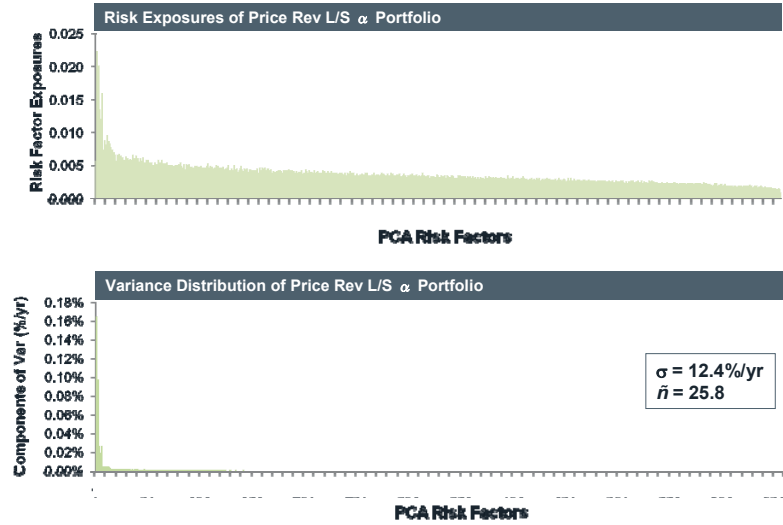 Risk Exposures of Price Rev L/S α Portfolio
0.025
0.020
0.015
0.010
0.005
0.000
Risk Factor Exposures
PCA Risk Factors
Variance Distribution of Price Rev L/S α Portfolio
0.18%
0.16%
0.14%
0.12%
0.10%
0.08%
0.06%
0.04%
0.02%
0.00%
Components of Var (%/yr)
σ = 12.4%/yr
ñ = 25.8
PCA Risk Factors